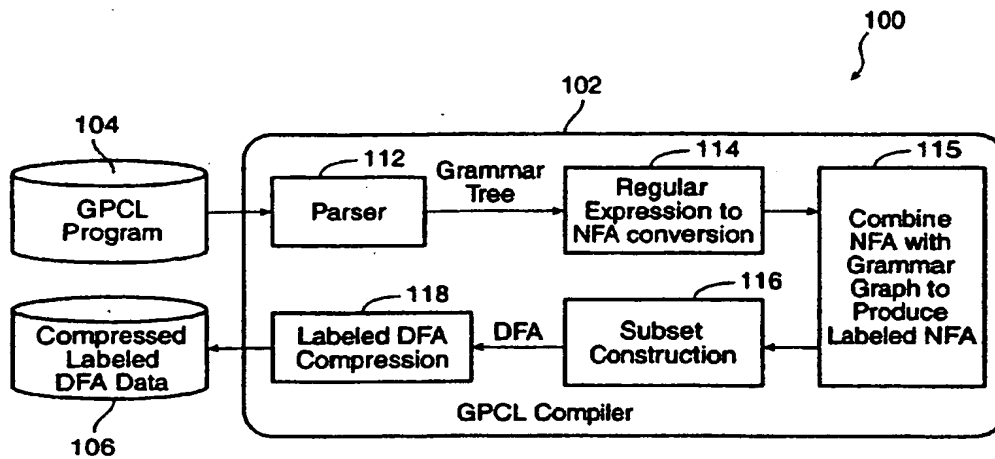 100
102
104
GPCL
Program
112
Parser
Grammar
Tree
114
Regular
Expression to
NFA conversion
115
Combine
NFA with
Grammar
Graph to
Produce
Labeled NFA
116
Subset
Construction
DFA
118
Labeled DFA
Compression
Compressed
Labeled
DFA Data
106
GPCL Compiler